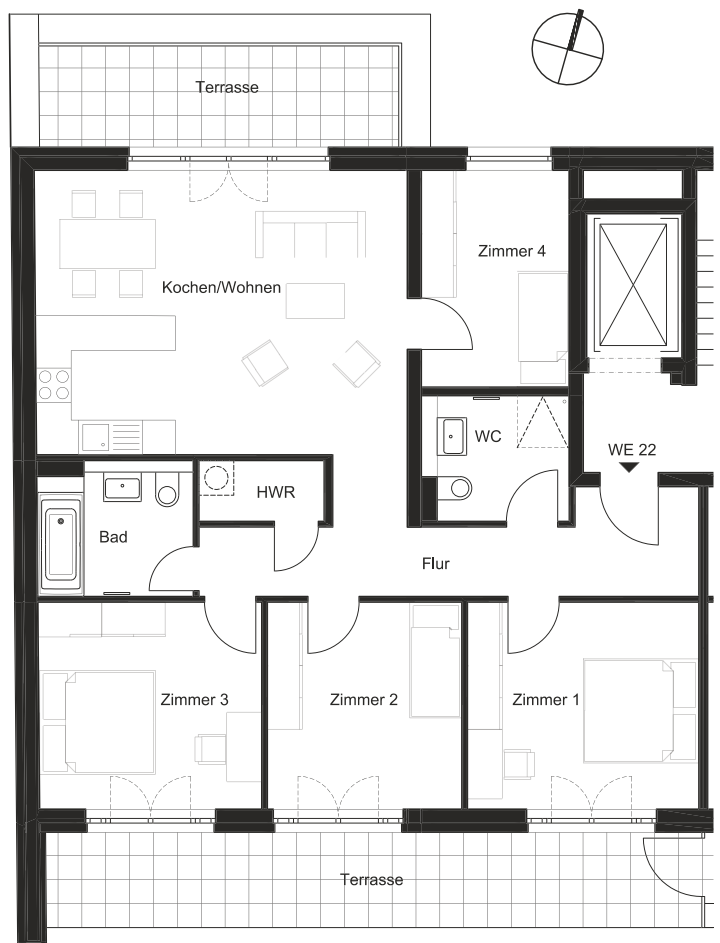 Terrasse
Zimmer 4
Kochen/Wohnen
WC
WE 22
HWR
Bad
Flur
Zimmer 3
Zimmer 2
Zimmer 1
Terrasse